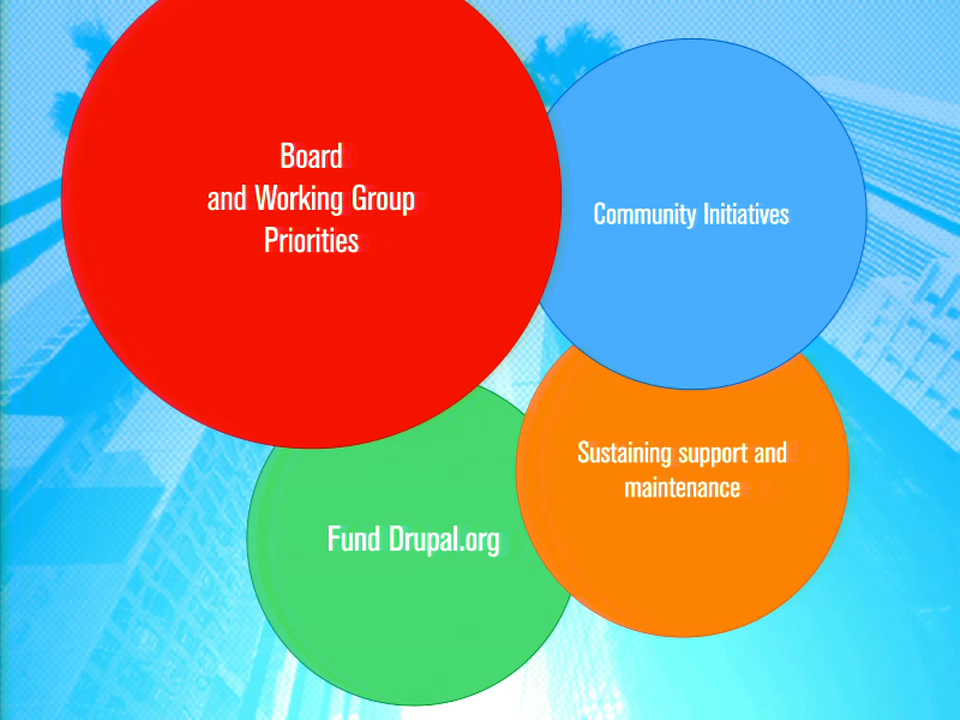 Board
and Working Group
Priorities
Community Initiatives
Sustaining support and
maintenance
Fund Drupal.org